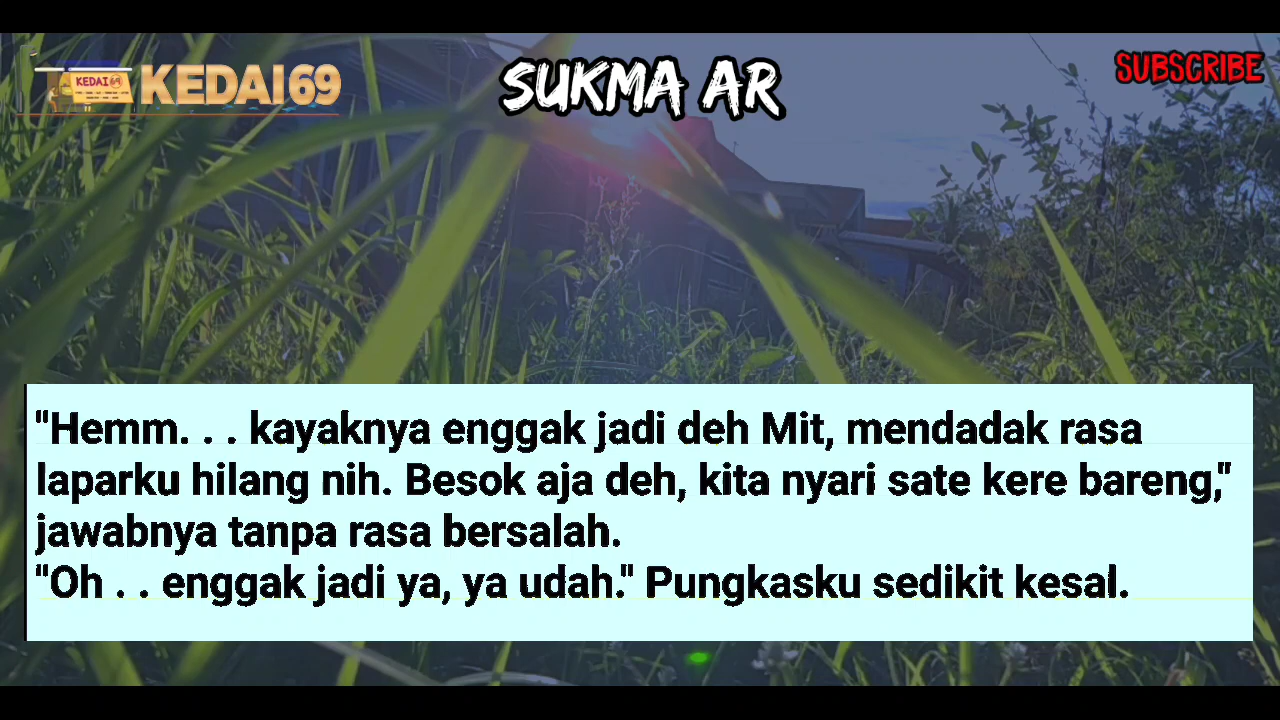 KEDAI69
KEDAI69
SUKMA AR
SUBSCRIBE
"Hemm. . . kayaknya enggak jadi deh Mit, mendadak rasa
laparku hilang nih. Besok aja deh, kita nyari sate kere bareng,"
jawabnya tanpa rasa bersalah.
"Oh . . enggak jadi ya, ya udah." Pungkasku sedikit kesal.